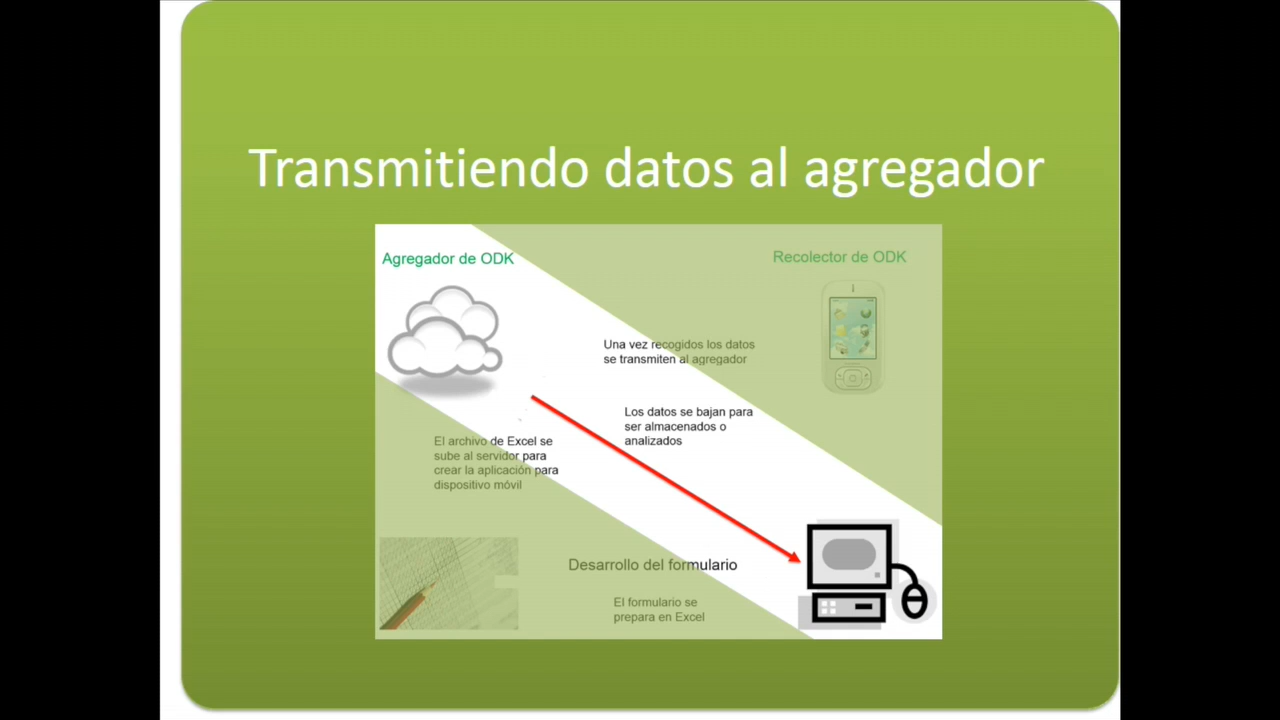 Transmitiendo datos al agregador
Agregador de ODK
Recolector de ODK
Una vez recogidos los datos
se transmiten al agregador
Los datos se bajan para
ser almacenados o
analizados
El archivo de Excel se
sube al servidor para
crear la aplicación para
dispositivo móvil
Desarrollo del formulario
El formulario se
prepara en Excel